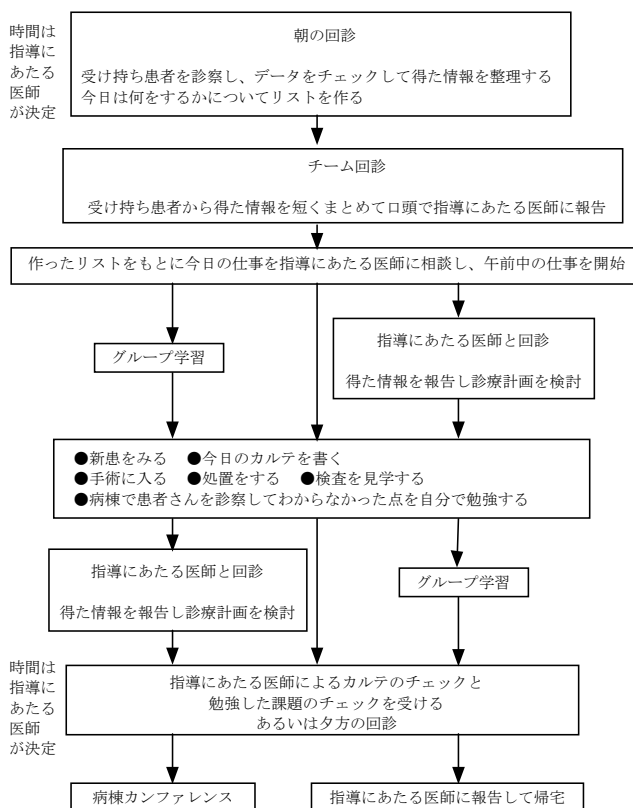 時間は
指導に
あたる
医師
が決定
朝の回診
受け持ち患者を診察し、データをチェックして得た情報を整理する
今日は何をするかについてリストを作る
チーム回診
受け持ち患者から得た情報を短くまとめて口頭で指導にあたる医師に報告
作ったリストをもとに今日の仕事を指導にあたる医師に相談し、午前中の仕事を開始
グループ学習
指導にあたる医師と回診
得た情報を報告し診療計画を検討
●新患をみる ●今日のカルテを書く
●手術に入る ●処置をする ●検査を見学する
●病棟で患者さんを診察してわからなかった点を自分で勉強する
指導にあたる医師と回診
得た情報を報告し診療計画を検討
グループ学習
時間は
指導に
あたる
医師
が決定
指導にあたる医師によるカルテのチェックと
勉強した課題のチェックを受ける
あるいは夕方の回診
病棟カンファレンス
指導にあたる医師に報告して帰宅